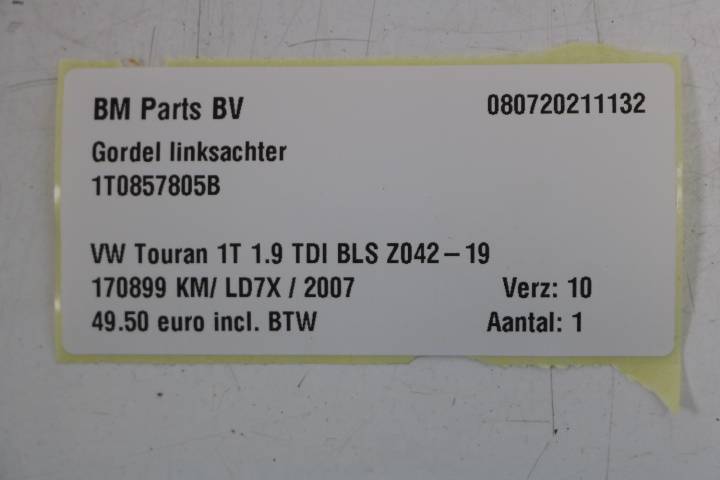 BM Parts BV 080720211132
Gordel linksachter
1T0857805B
VW Touran 1T 1.9 TDI BLS Z042-19
170899 KM/ LD7X / 2007 Verz: 10
49.50 euro incl. BTW Aantal: 1